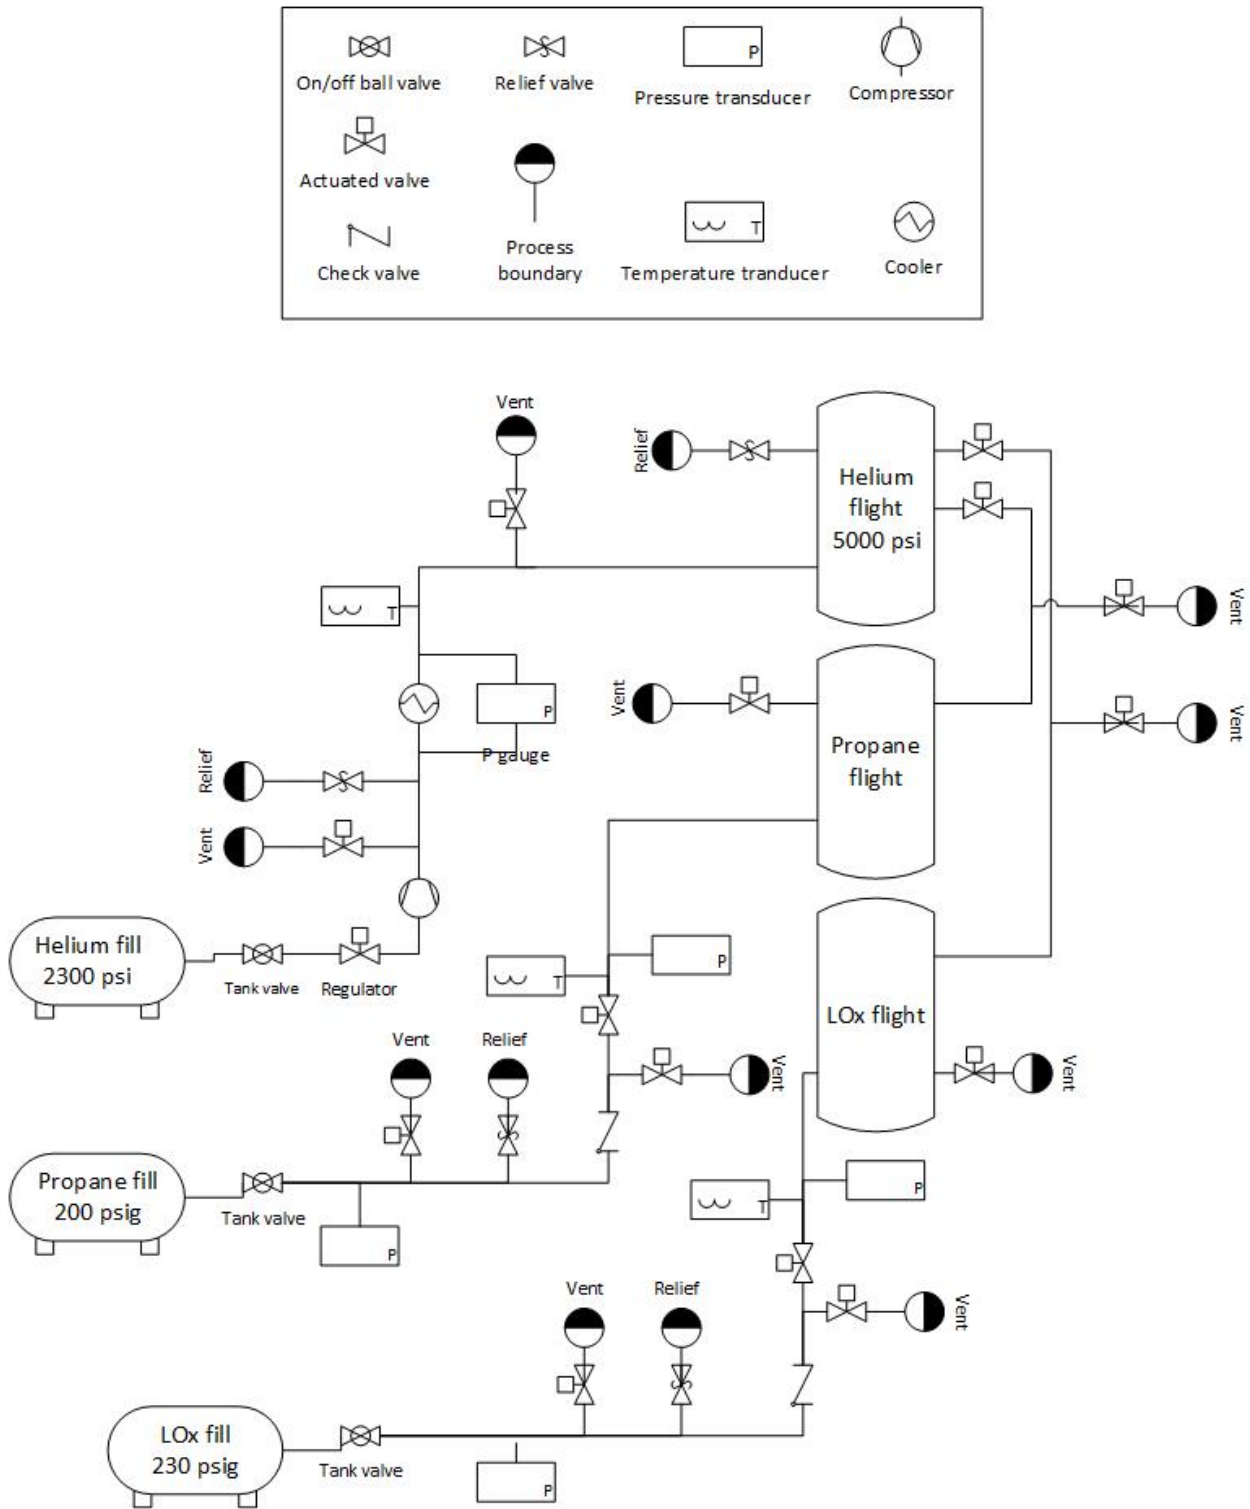 On/off ball valve
Relief valve
P
Pressure transducer
Compressor
Actuated valve
Check valve
Process
boundary
T
Temperature tranducer
Cooler
Vent
Relief
Helium
flight
5000 psi
T
Vent
P
P gauge
Vent
Propane
flight
Vent
Relief
Vent
Helium fill
2300 psi
Tank valve
Regulator
P
T
LOx flight
Vent
Relief
Vent
Vent
Propane fill
200 psig
Tank valve
P
P
T
Vent
Relief
Vent
LOx fill
230 psig
Tank valve
P